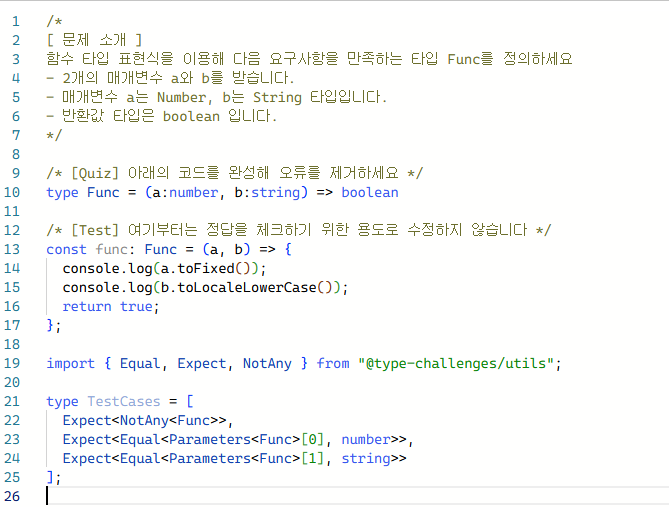 1 /*
2 [ 문제 소개 ]
3 함수 타입 표현식을 이용해 다음 요구사항을 만족하는 타입 Func를 정의하세요
4 - 2개의 매개변수 a와 b를 받습니다.
5 - 매개변수 a는 Number, b는 String 타입입니다.
6 - 반환값 타입은 boolean 입니다.
7 */
8
9 /* [Quiz] 아래의 코드를 완성해 오류를 제거하세요 */
10 type Func = (a:number, b:string) => boolean
11
12 /* [Test] 여기부터는 정답을 체크하기 위한 용도로 수정하지 않습니다 */
13 const func: Func = (a, b) => {
14   console.log(a.toFixed());
15   console.log(b.toLocaleLowerCase());
16   return true;
17 };
18
19 import { Equal, Expect, NotAny } from "@type-challenges/utils";
20
21 type TestCases = [
22   Expect<NotAny<Func>>,
23   Expect<Equal<Parameters<Func>[0], number>>,
24   Expect<Equal<Parameters<Func>[1], string>>
25 ];
26